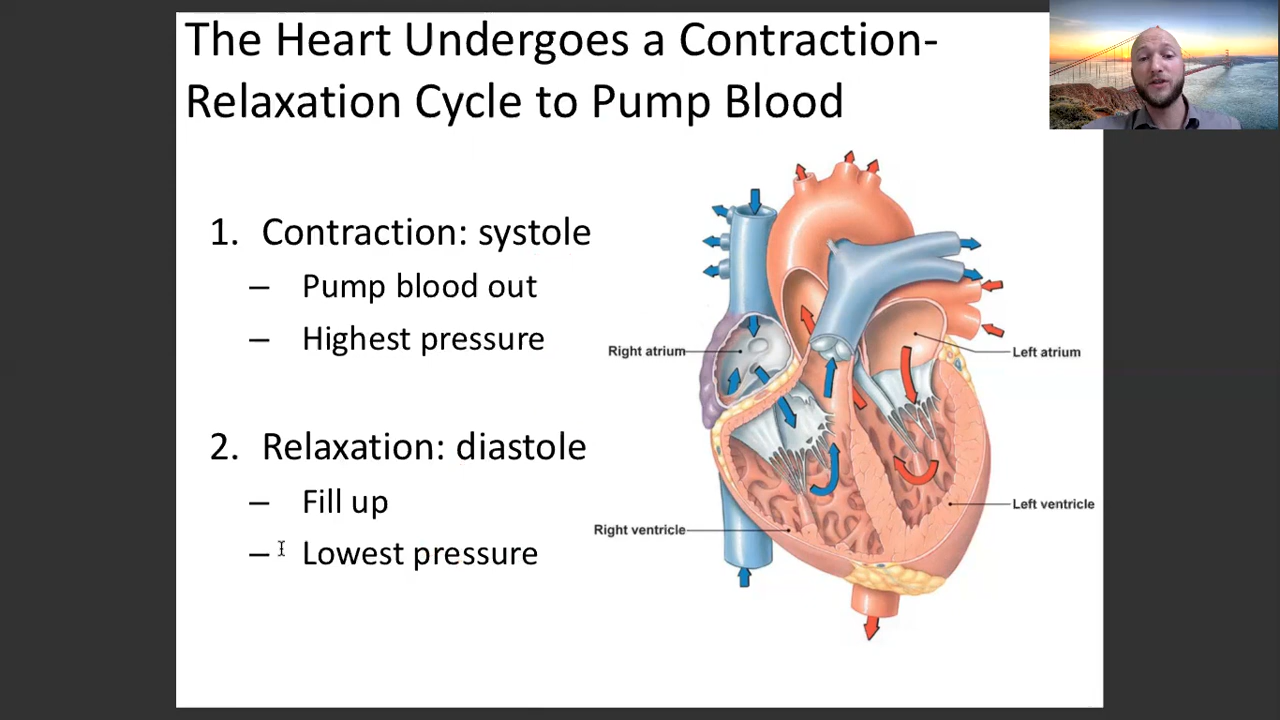 The Heart Undergoes a Contraction-
Relaxation Cycle to Pump Blood
1. Contraction: systole
– Pump blood out
– Highest pressure
2. Relaxation: diastole
– Fill up
– Lowest pressure
Right atrium
Left atrium
Left ventricle
Right ventricle